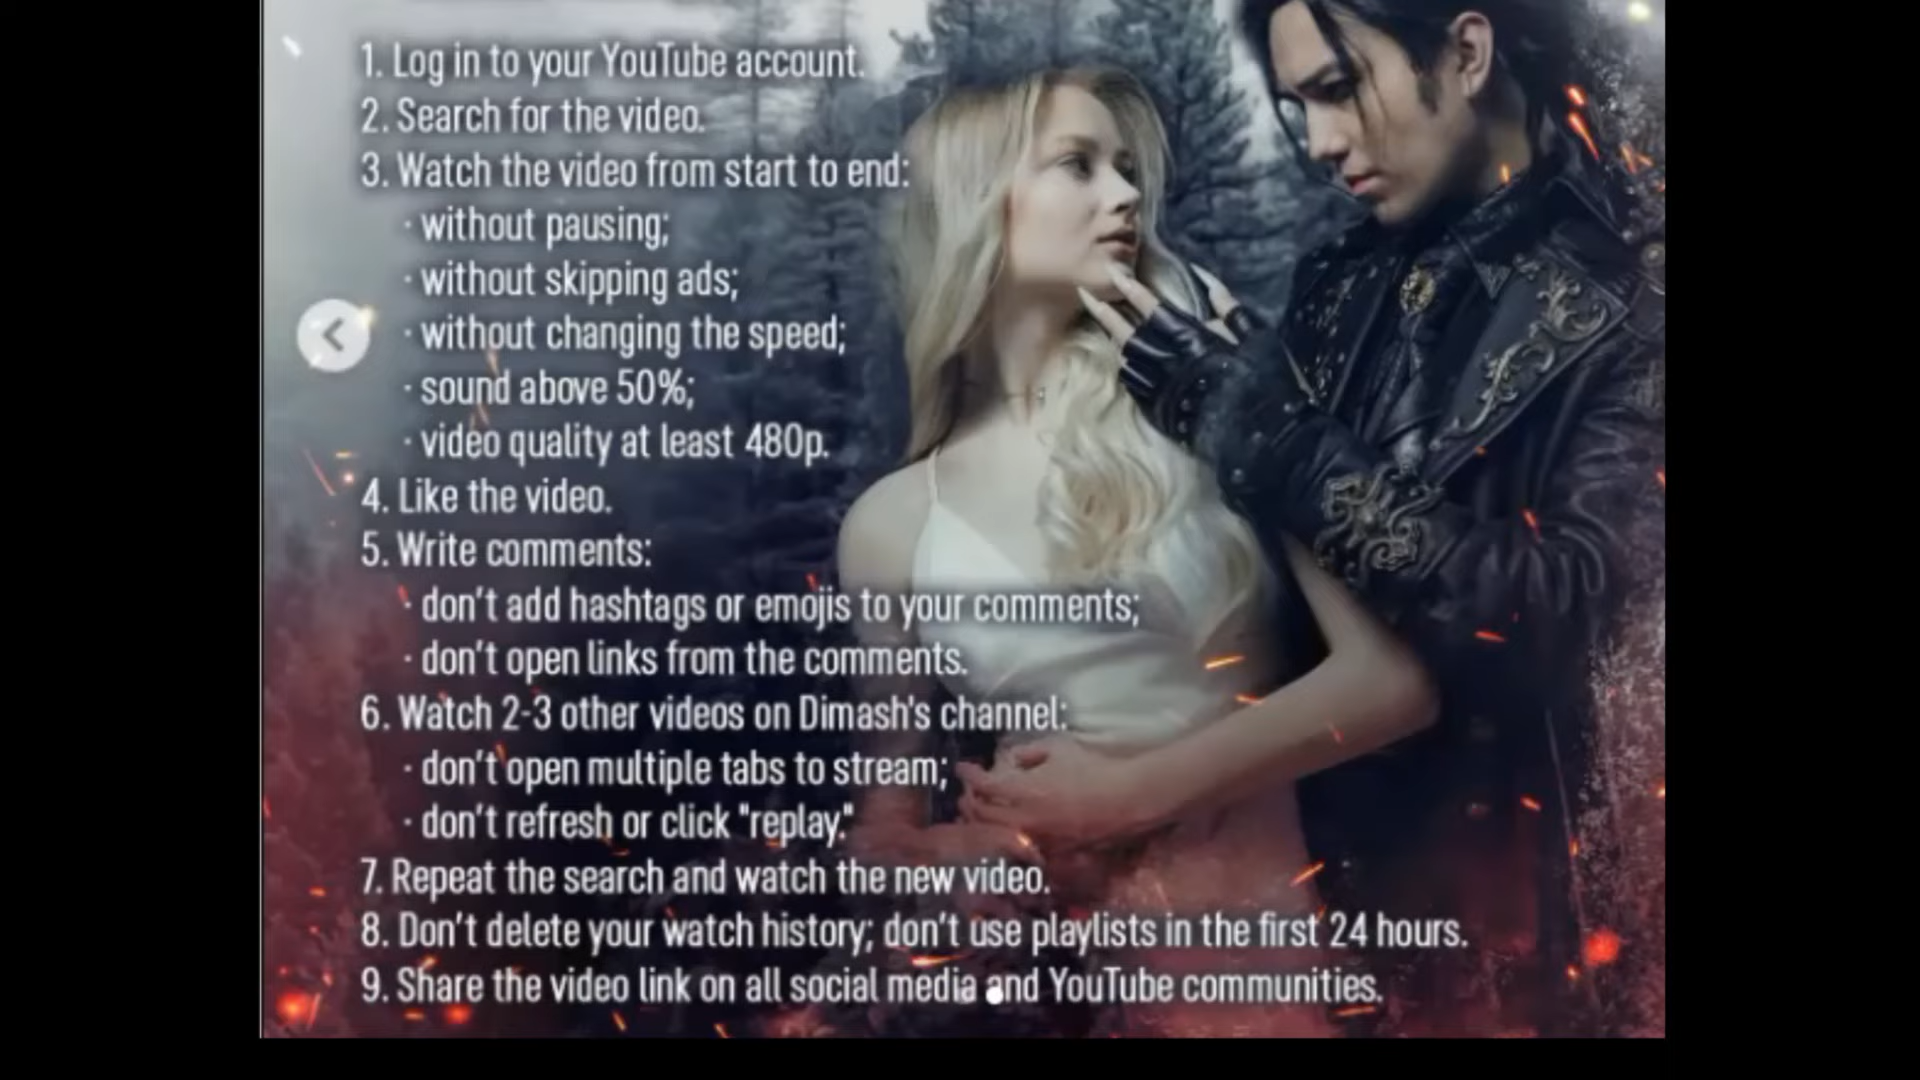 1. Log in to your YouTube account.
2. Search for the video.
3. Watch the video from start to end:
· without pausing;
· without skipping ads;
· without changing the speed;
· sound above 50%;
· video quality at least 480p.
4. Like the video.
5. Write comments:
· don't add hashtags or emojis to your comments;
· don't open links from the comments.
6. Watch 2-3 other videos on Dimash's channel:
· don't open multiple tabs to stream;
· don't refresh or click "replay."
7. Repeat the search and watch the new video.
8. Don't delete your watch history; don't use playlists in the first 24 hours.
9. Share the video link on all social media and YouTube communities.